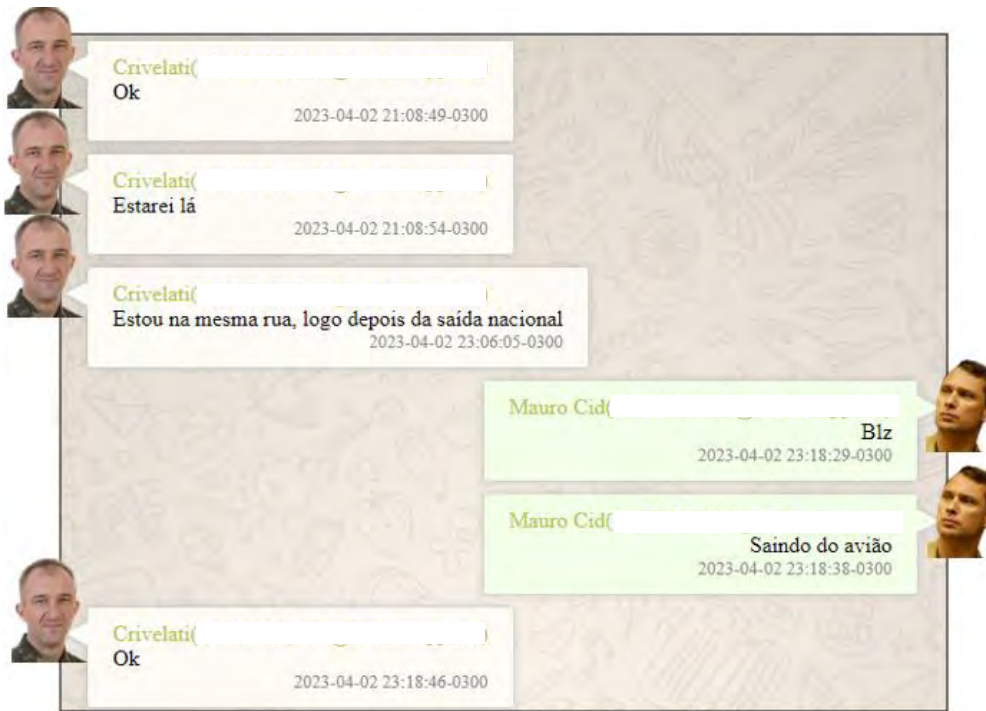 Crivelati(
Ok
2023-04-02 21:08:49-0300
Crivelati(
Estarei lá
2023-04-02 21:08:54-0300
Crivelati(
Estou na mesma rua, logo depois da saída nacional
2023-04-02 23:06:05-0300
Mauro Cid(
Blz
2023-04-02 23:18:29-0300
Mauro Cid(
Saindo do avião
2023-04-02 23:18:38-0300
Crivelati(
Ok
2023-04-02 23:18:46-0300